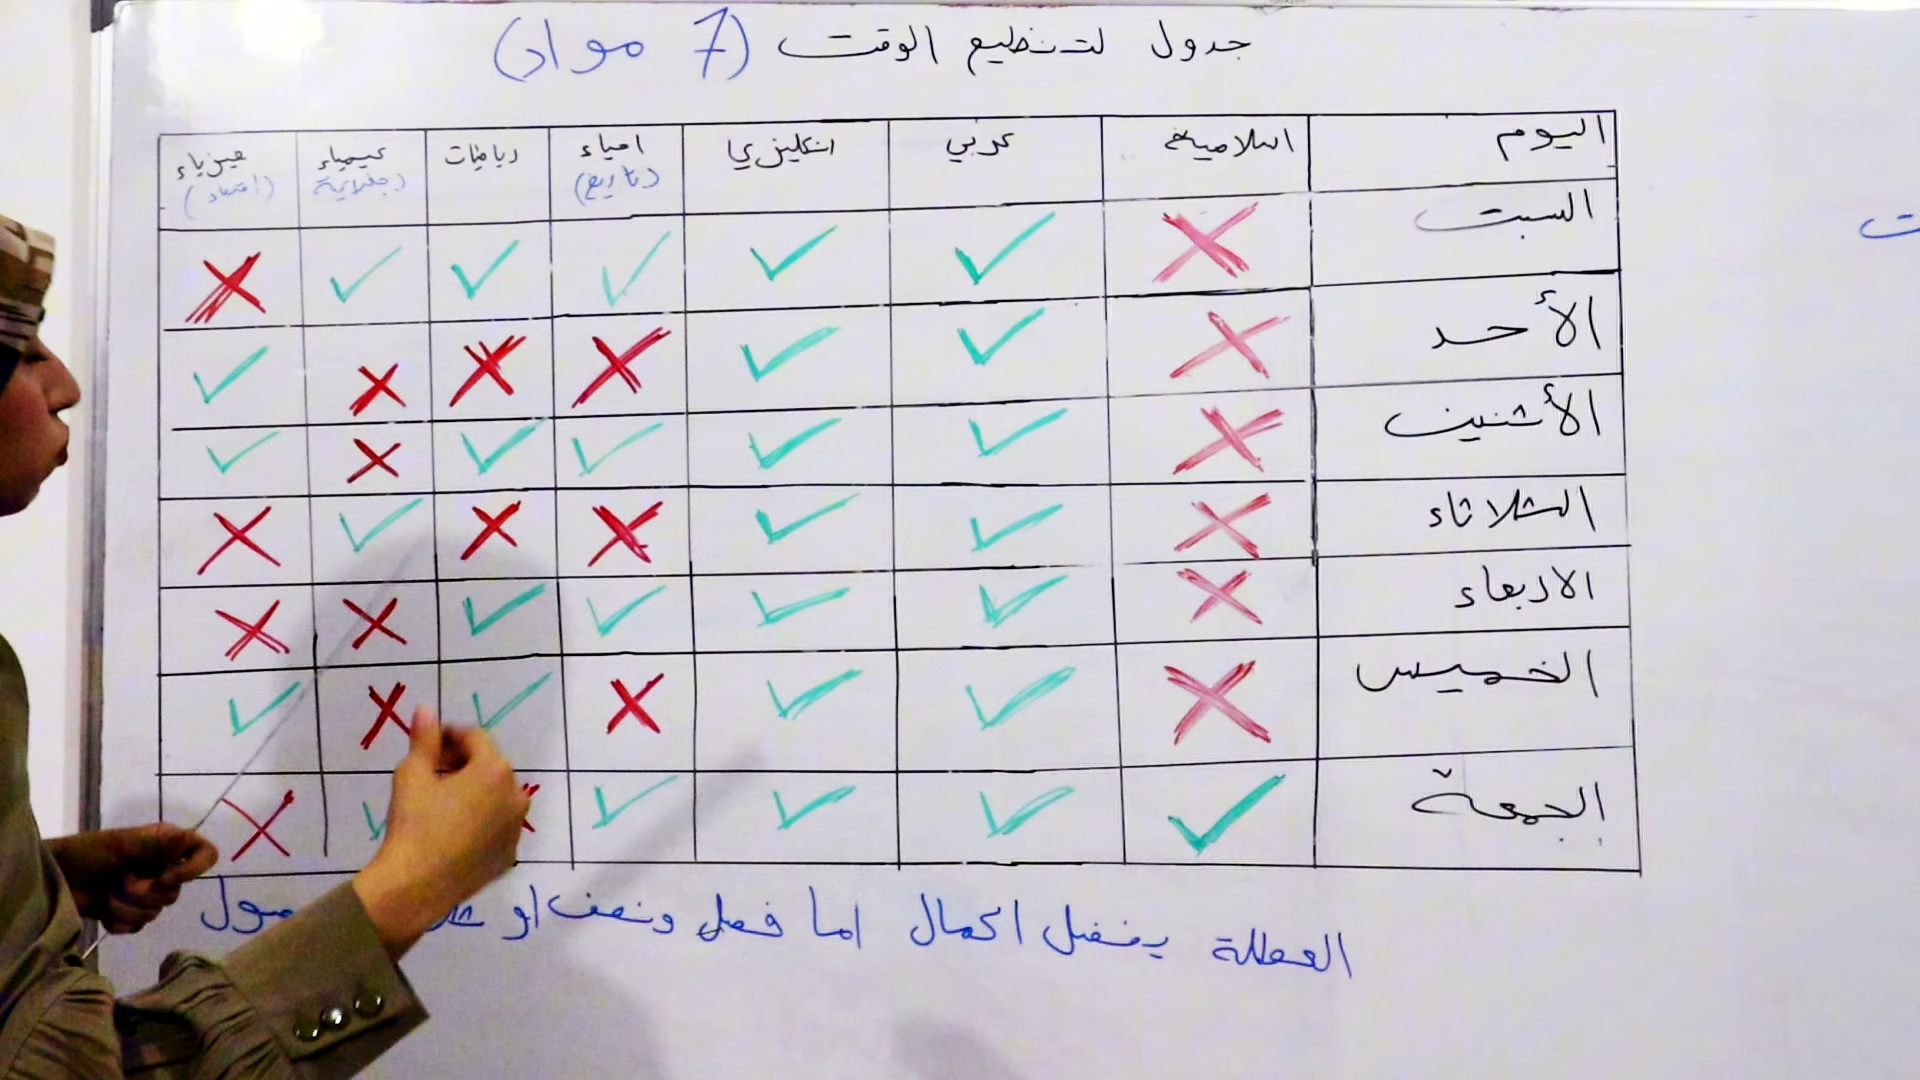 جدول لتنظيم الوقت (7 مواد)
اليوم اسلامية عربي انكليزي احياء رياضيات كيمياء فيزياء
(تاريخ) (جغرافية) (اقتصاد)
السبت
الأحد
الأثنين
الثلاثاء
الاربعاء
الخميس
الجمعة
العطلة يفضل اكمال اما فصل ونصف او